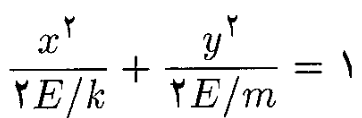 x^۲/(۲E/k) + y^۲/(۲E/m) = ۱